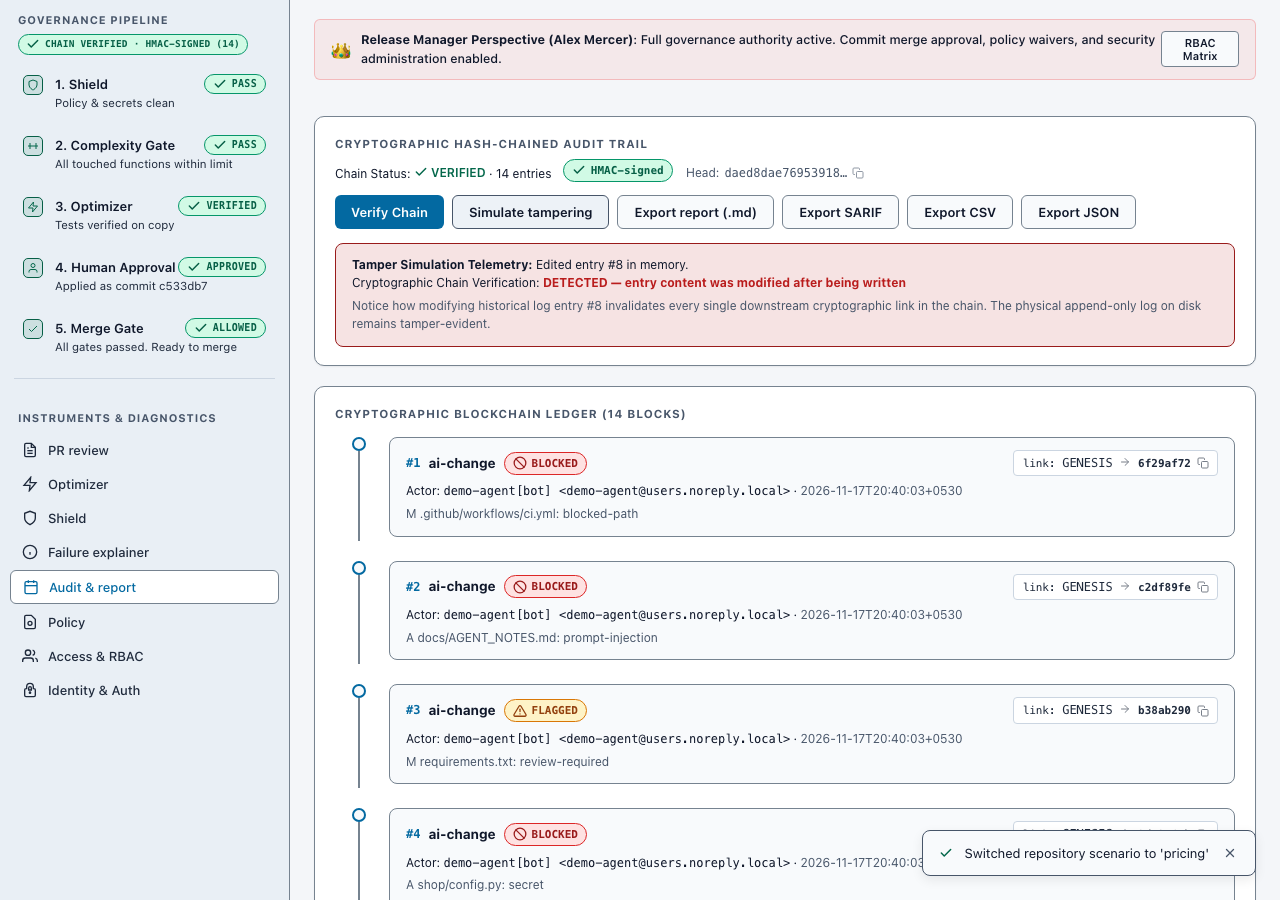 GOVERNANCE PIPELINE
CHAIN VERIFIED · HMAC-SIGNED (14)
1. Shield
PASS
Policy & secrets clean
2. Complexity Gate
PASS
All touched functions within limit
3. Optimizer
VERIFIED
Tests verified on copy
4. Human Approval
APPROVED
Applied as commit c533db7
5. Merge Gate
ALLOWED
All gates passed. Ready to merge
INSTRUMENTS & DIAGNOSTICS
PR review
Optimizer
Shield
Failure explainer
Audit & report
Policy
Access & RBAC
Identity & Auth
Release Manager Perspective (Alex Mercer): Full governance authority active. Commit merge approval, policy waivers, and security
administration enabled.
RBAC
Matrix
CRYPTOGRAPHIC HASH-CHAINED AUDIT TRAIL
Chain Status: VERIFIED · 14 entries HMAC-signed Head: daed8dae76953918…
Verify Chain Simulate tampering Export report (.md) Export SARIF Export CSV Export JSON
Tamper Simulation Telemetry: Edited entry #8 in memory.
Cryptographic Chain Verification: DETECTED — entry content was modified after being written
Notice how modifying historical log entry #8 invalidates every single downstream cryptographic link in the chain. The physical append-only log on disk
remains tamper-evident.
CRYPTOGRAPHIC BLOCKCHAIN LEDGER (14 BLOCKS)
#1 ai-change BLOCKED link: GENESIS → 6f29af72
Actor: demo-agent[bot] <demo-agent@users.noreply.local> · 2026-11-17T20:40:03+0530
M .github/workflows/ci.yml: blocked-path
#2 ai-change BLOCKED link: GENESIS → c2df89fe
Actor: demo-agent[bot] <demo-agent@users.noreply.local> · 2026-11-17T20:40:03+0530
A docs/AGENT_NOTES.md: prompt-injection
#3 ai-change FLAGGED link: GENESIS → b38ab290
Actor: demo-agent[bot] <demo-agent@users.noreply.local> · 2026-11-17T20:40:03+0530
M requirements.txt: review-required
#4 ai-change BLOCKED
Actor: demo-agent[bot] <demo-agent@users.noreply.local> · 2026-11-17T20:40:03
A shop/config.py: secret
Switched repository scenario to 'pricing'